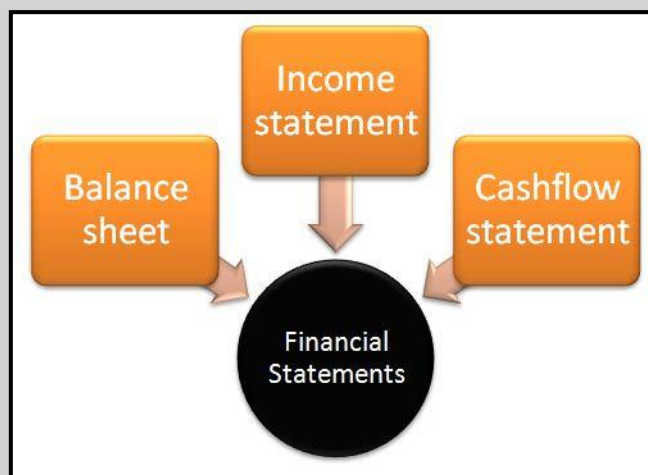 Income
statement
Balance
sheet
Cashflow
statement
Financial
Statements